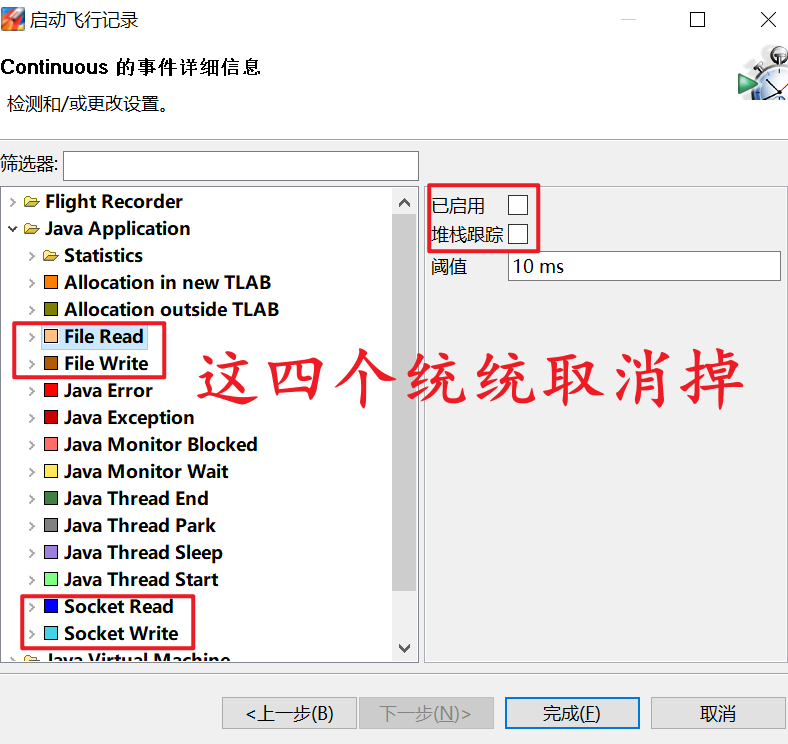 启动飞行记录
Continuous 的事件详细信息
检测和/或更改设置。
筛选器:
Flight Recorder
Java Application
Statistics
Allocation in new TLAB
Allocation outside TLAB
File Read
File Write
Java Error
Java Exception
Java Monitor Blocked
Java Monitor Wait
Java Thread End
Java Thread Park
Java Thread Sleep
Java Thread Start
Socket Read
Socket Write
Java Virtual Machine
已启用
堆栈跟踪
阈值 10 ms
这四个统统取消掉
<上一步(B) 下一步(N)> 完成(F) 取消